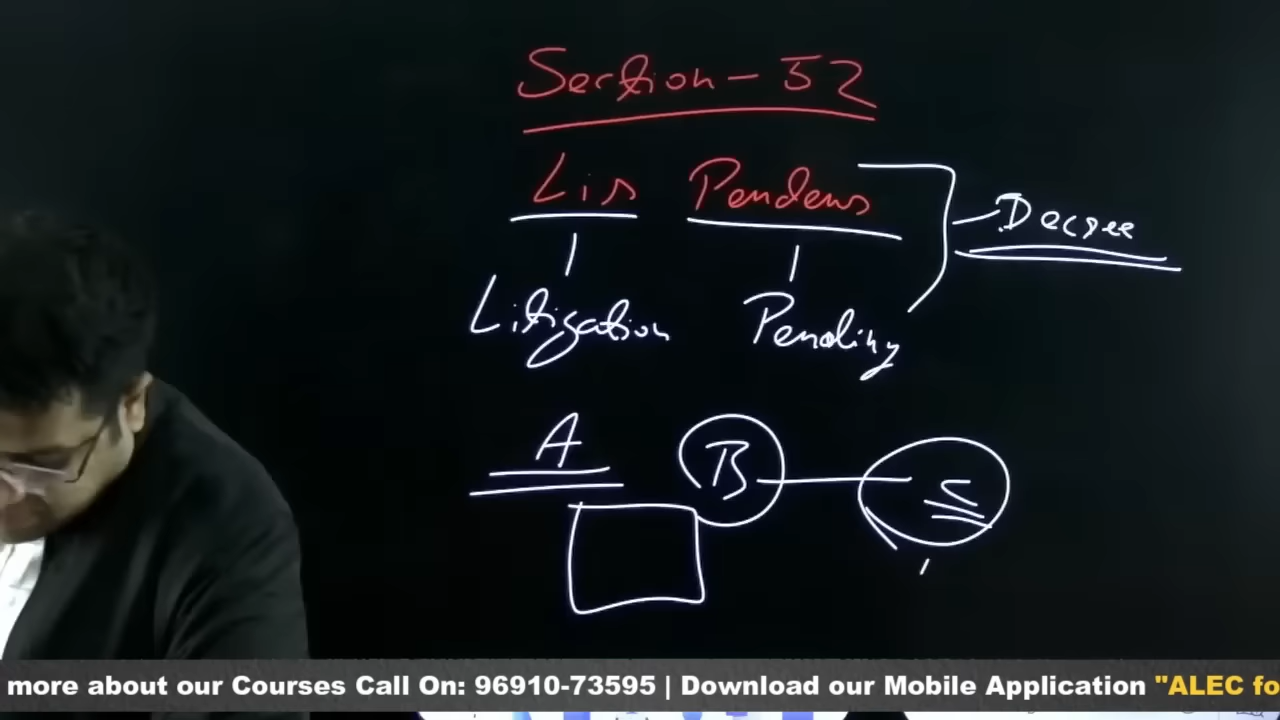 Section - 52
Lis Pendens
Decree
Litigation Pending
A B C
more about our Courses Call On: 96910-73595 | Download our Mobile Application "ALEC fo